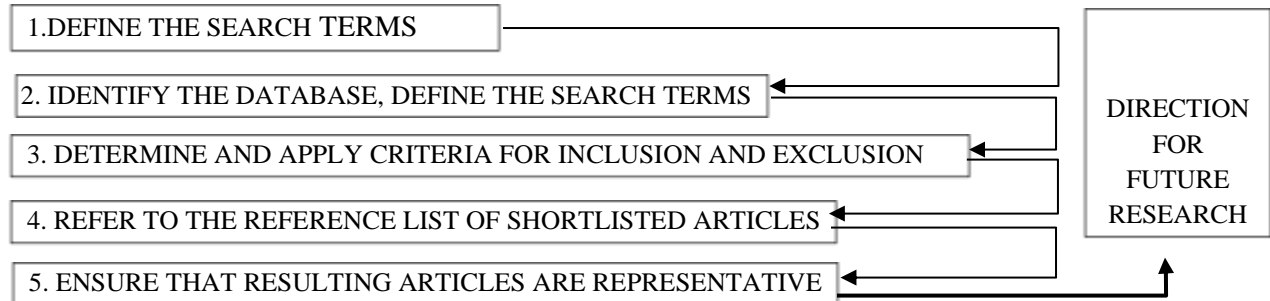 1.DEFINE THE SEARCH TERMS
2. IDENTIFY THE DATABASE, DEFINE THE SEARCH TERMS
3. DETERMINE AND APPLY CRITERIA FOR INCLUSION AND EXCLUSION
4. REFER TO THE REFERENCE LIST OF SHORTLISTED ARTICLES
5. ENSURE THAT RESULTING ARTICLES ARE REPRESENTATIVE
DIRECTION
FOR
FUTURE
RESEARCH